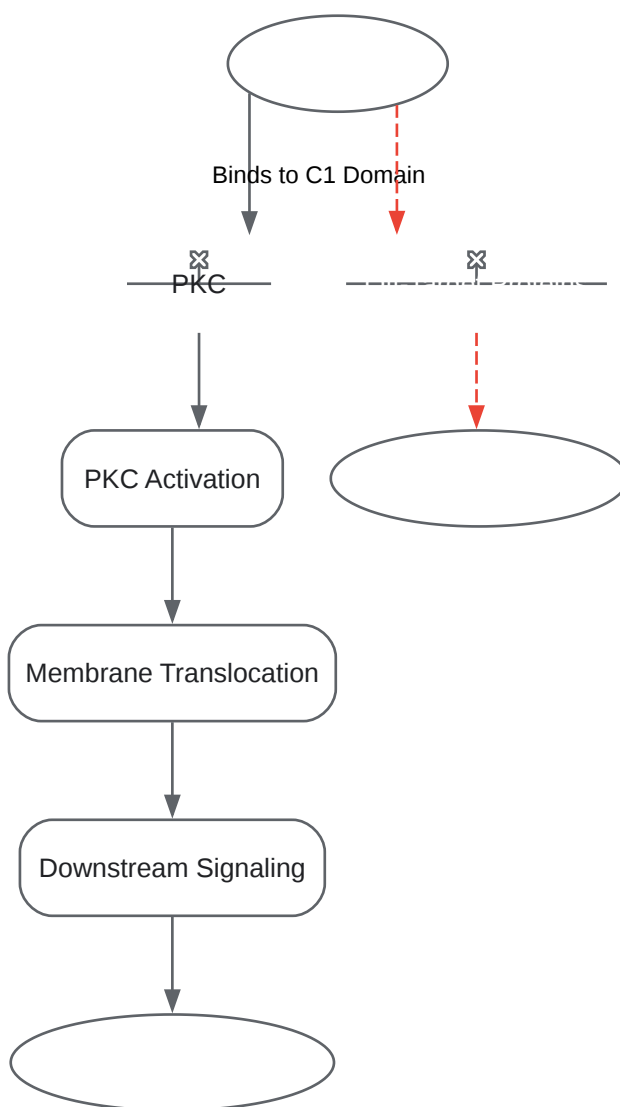 Binds to C1 Domain
PKC
PKC Activation
Membrane Translocation
Downstream Signaling